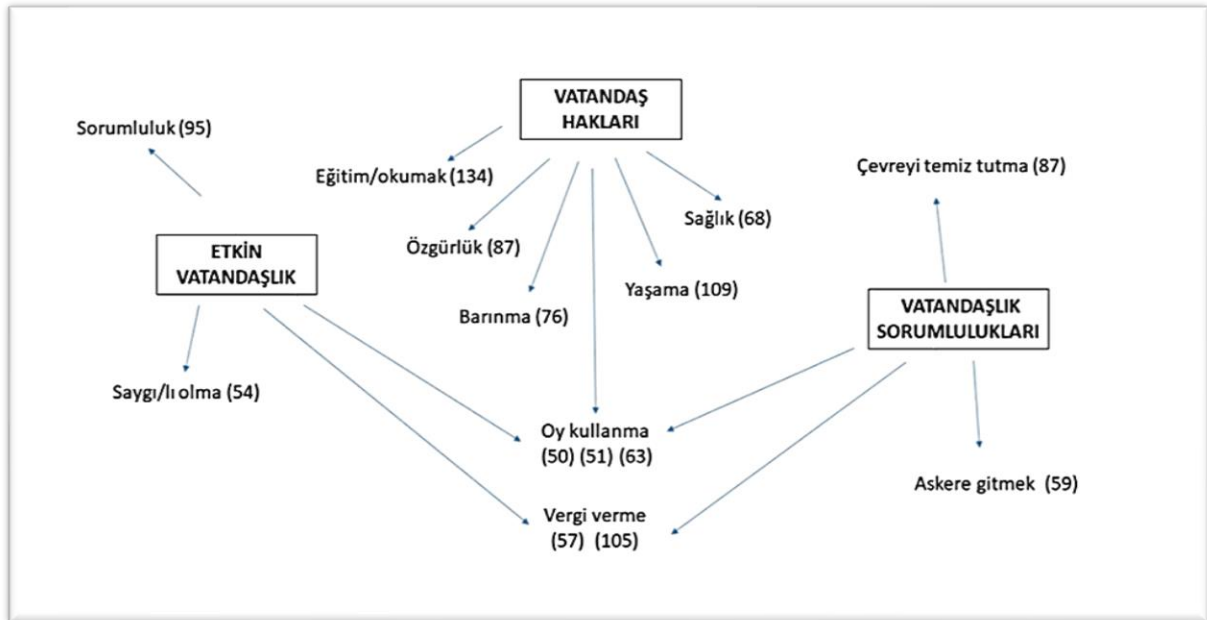 VATANDAŞ
HAKLARI
Sorumluluk (95)
Eğitim/okumak (134)
Çevreyi temiz tutma (87)
Sağlık (68)
Özgürlük (87)
ETKİN
VATANDAŞLIK
Yaşama (109)
Barınma (76)
VATANDAŞLIK
SORUMLULUKLARI
Saygı/lı olma (54)
Oy kullanma
(50) (51) (63)
Askere gitmek (59)
Vergi verme
(57) (105)